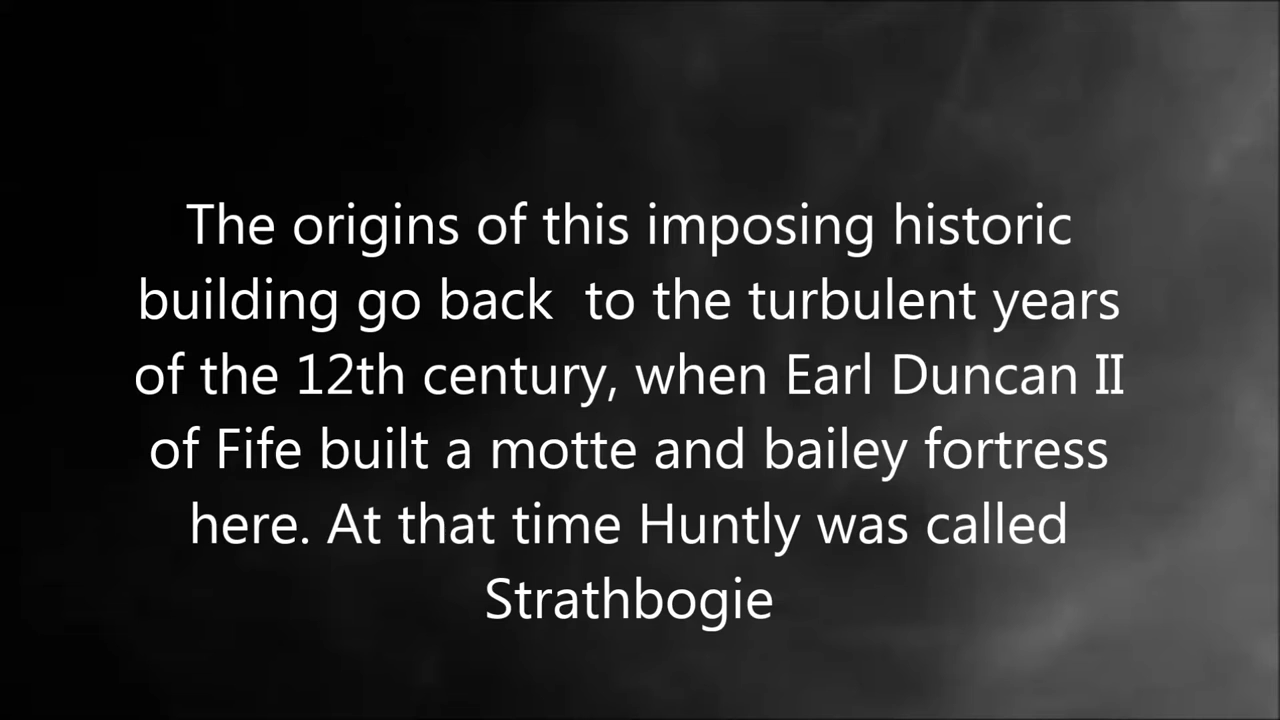 The origins of this imposing historic
building go back  to the turbulent years
of the 12th century, when Earl Duncan II
of Fife built a motte and bailey fortress
here. At that time Huntly was called
Strathbogie